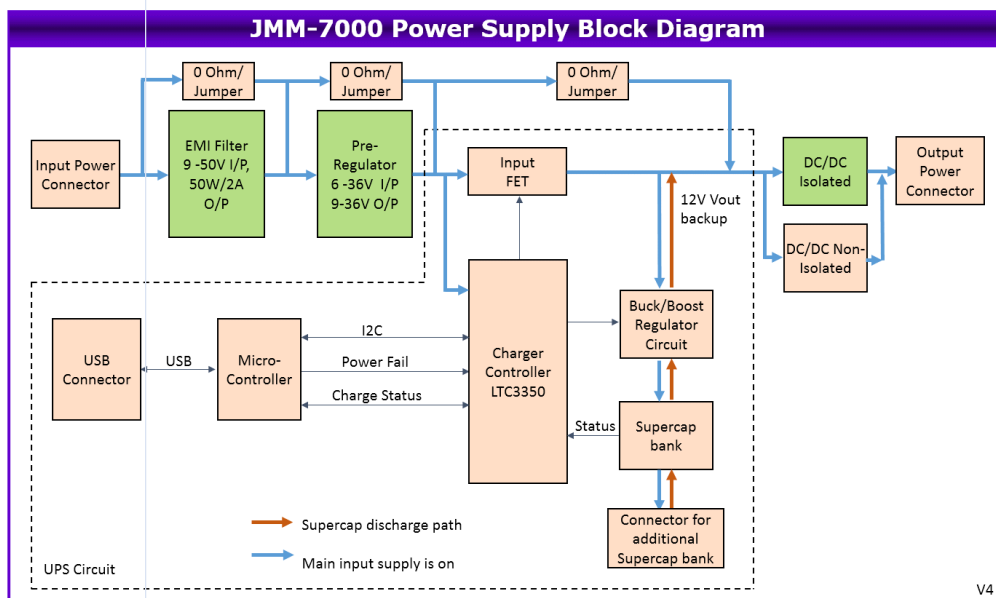 JMM-7000 Power Supply Block Diagram
0 Ohm/
Jumper
0 Ohm/
Jumper
0 Ohm/
Jumper
Input Power
Connector
EMI Filter
9 -50V I/P,
50W/2A
O/P
Pre-
Regulator
6 -36V I/P
9-36V O/P
Input
FET
12V Vout
backup
DC/DC
Isolated
Output
Power
Connector
DC/DC Non-
Isolated
USB
Connector
USB
Micro-
Controller
I2C
Power Fail
Charge Status
Charger
Controller
LTC3350
Buck/Boost
Regulator
Circuit
Status
Supercap
bank
Connector for
additional
Supercap bank
Supercap discharge path
Main input supply is on
UPS Circuit
V4